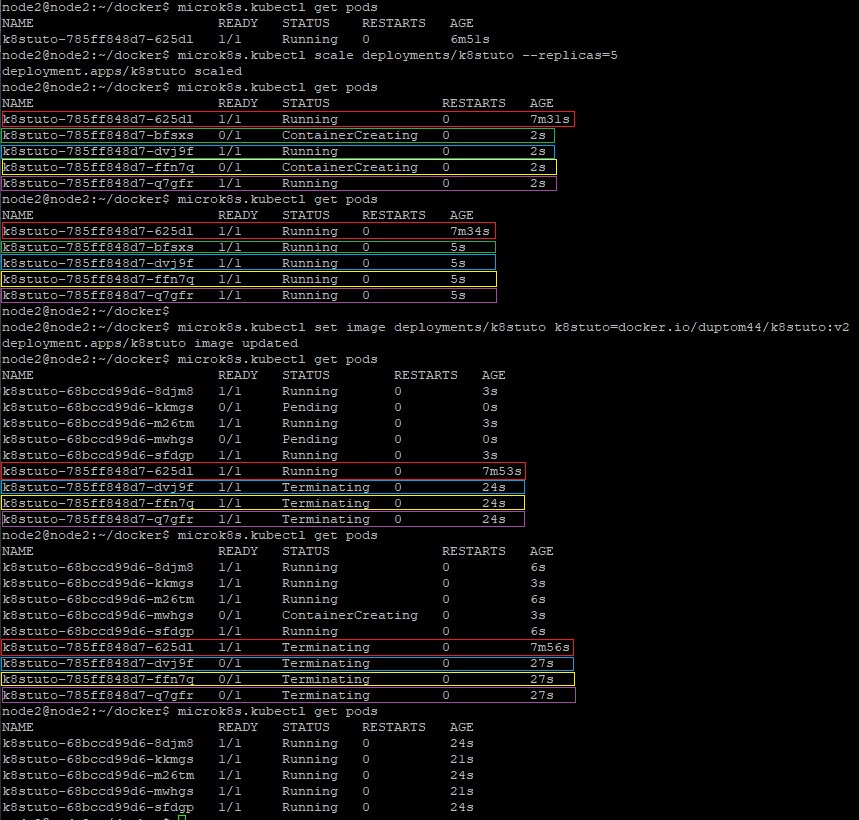 node2@node2:~/docker$ microk8s.kubectl get pods
NAME READY STATUS RESTARTS AGE
k8stuto-785ff848d7-625dl 1/1 Running 0 6m51s
node2@node2:~/docker$ microk8s.kubectl scale deployments/k8stuto --replicas=5
deployment.apps/k8stuto scaled
node2@node2:~/docker$ microk8s.kubectl get pods
NAME READY STATUS RESTARTS AGE
k8stuto-785ff848d7-625dl 1/1 Running 0 7m31s
k8stuto-785ff848d7-bfsxs 0/1 ContainerCreating 0 2s
k8stuto-785ff848d7-dvj9f 1/1 Running 0 2s
k8stuto-785ff848d7-ffn7q 0/1 ContainerCreating 0 2s
k8stuto-785ff848d7-q7gfr 1/1 Running 0 2s
node2@node2:~/docker$ microk8s.kubectl get pods
NAME READY STATUS RESTARTS AGE
k8stuto-785ff848d7-625dl 1/1 Running 0 7m34s
k8stuto-785ff848d7-bfsxs 1/1 Running 0 5s
k8stuto-785ff848d7-dvj9f 1/1 Running 0 5s
k8stuto-785ff848d7-ffn7q 1/1 Running 0 5s
k8stuto-785ff848d7-q7gfr 1/1 Running 0 5s
node2@node2:~/docker$
node2@node2:~/docker$ microk8s.kubectl set image deployments/k8stuto k8stuto=docker.io/duptom44/k8stuto:v2
deployment.apps/k8stuto image updated
node2@node2:~/docker$ microk8s.kubectl get pods
NAME READY STATUS RESTARTS AGE
k8stuto-68bccd99d6-8djm8 1/1 Running 0 3s
k8stuto-68bccd99d6-kkmgs 0/1 Pending 0 0s
k8stuto-68bccd99d6-m26tm 1/1 Running 0 3s
k8stuto-68bccd99d6-mwhgs 0/1 Pending 0 0s
k8stuto-68bccd99d6-sfdgp 1/1 Running 0 3s
k8stuto-785ff848d7-625dl 1/1 Running 0 7m53s
k8stuto-785ff848d7-dvj9f 1/1 Terminating 0 24s
k8stuto-785ff848d7-ffn7q 1/1 Terminating 0 24s
k8stuto-785ff848d7-q7gfr 1/1 Terminating 0 24s
node2@node2:~/docker$ microk8s.kubectl get pods
NAME READY STATUS RESTARTS AGE
k8stuto-68bccd99d6-8djm8 1/1 Running 0 6s
k8stuto-68bccd99d6-kkmgs 1/1 Running 0 3s
k8stuto-68bccd99d6-m26tm 1/1 Running 0 6s
k8stuto-68bccd99d6-mwhgs 0/1 ContainerCreating 0 3s
k8stuto-68bccd99d6-sfdgp 1/1 Running 0 6s
k8stuto-785ff848d7-625dl 1/1 Terminating 0 7m56s
k8stuto-785ff848d7-dvj9f 0/1 Terminating 0 27s
k8stuto-785ff848d7-ffn7q 0/1 Terminating 0 27s
k8stuto-785ff848d7-q7gfr 0/1 Terminating 0 27s
node2@node2:~/docker$ microk8s.kubectl get pods
NAME READY STATUS RESTARTS AGE
k8stuto-68bccd99d6-8djm8 1/1 Running 0 24s
k8stuto-68bccd99d6-kkmgs 1/1 Running 0 21s
k8stuto-68bccd99d6-m26tm 1/1 Running 0 24s
k8stuto-68bccd99d6-mwhgs 1/1 Running 0 21s
k8stuto-68bccd99d6-sfdgp 1/1 Running 0 24s